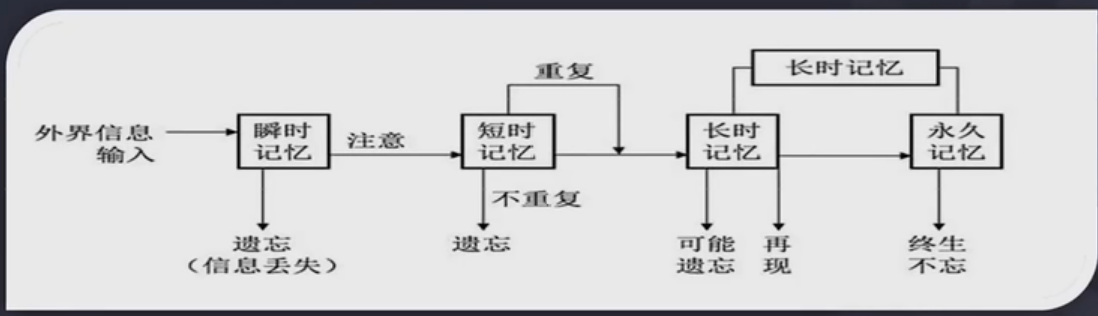 重复
长时记忆
外界信息
输入
瞬时
记忆
注意
短时
记忆
长时
记忆
永久
记忆
不重复
遗忘
（信息丢失）
遗忘
可能
遗忘
再
现
终生
不忘